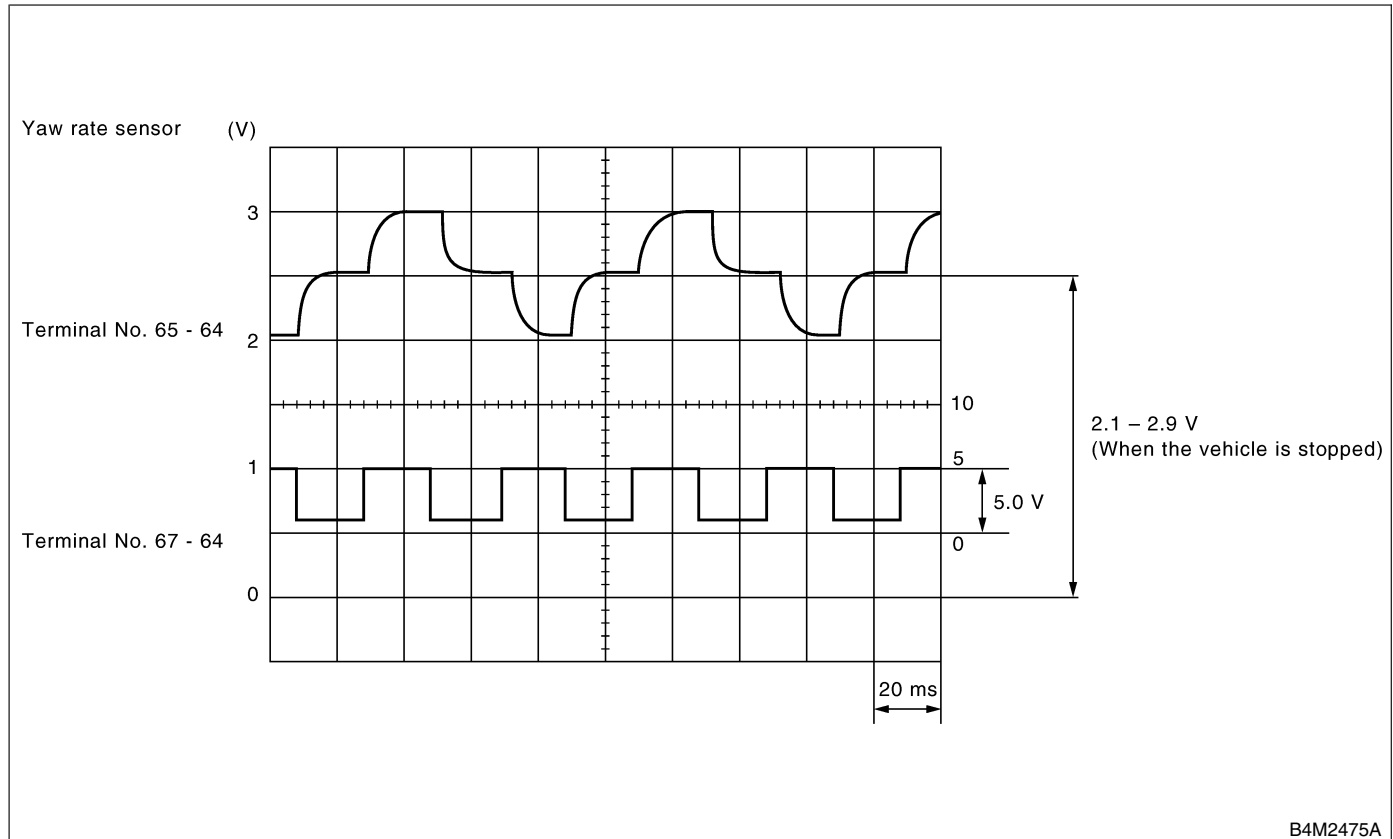 Yaw rate sensor (V)
3
Terminal No. 65 - 64
2
10
2.1 – 2.9 V
(When the vehicle is stopped)
1
5
5.0 V
Terminal No. 67 - 64
0
0
20 ms
B4M2475A